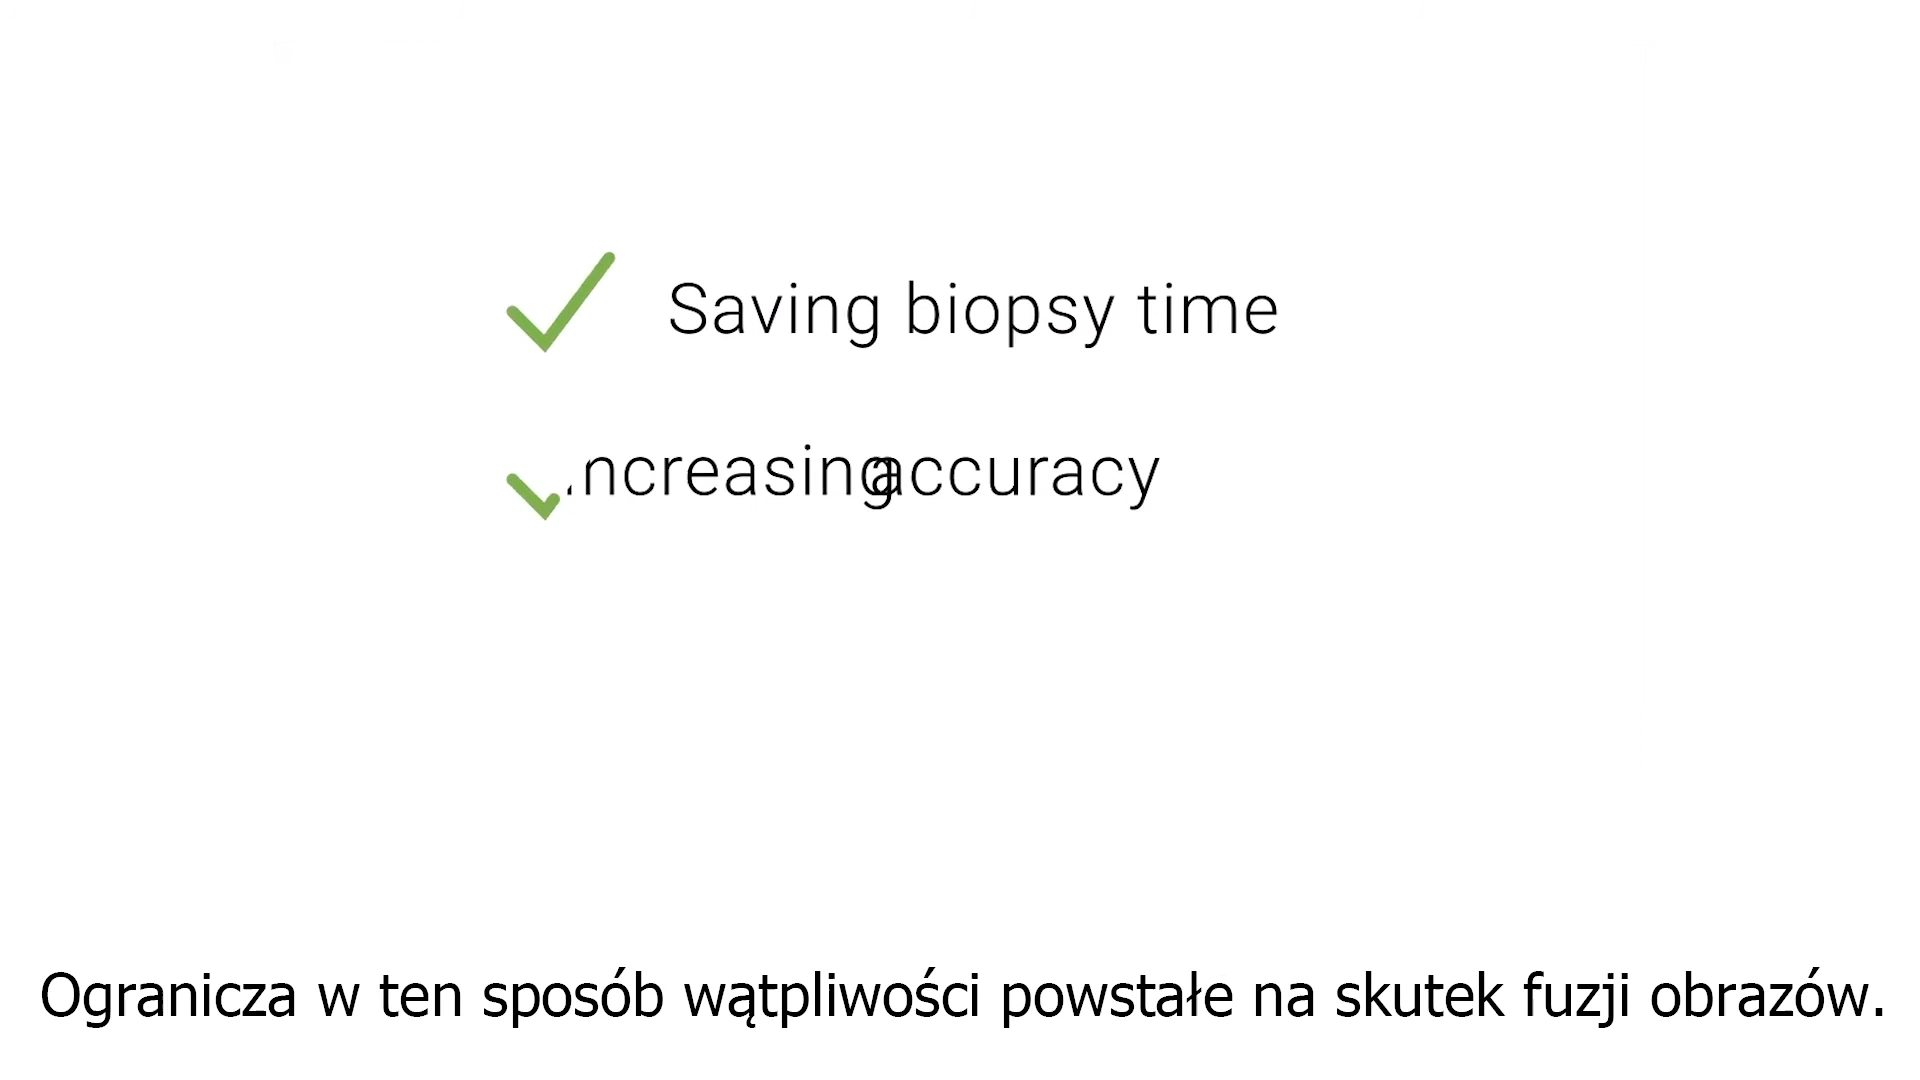 Saving biopsy time
ncreasing accuracy
Ogranicza w ten sposób wątpliwości powstałe na skutek fuzji obrazów.